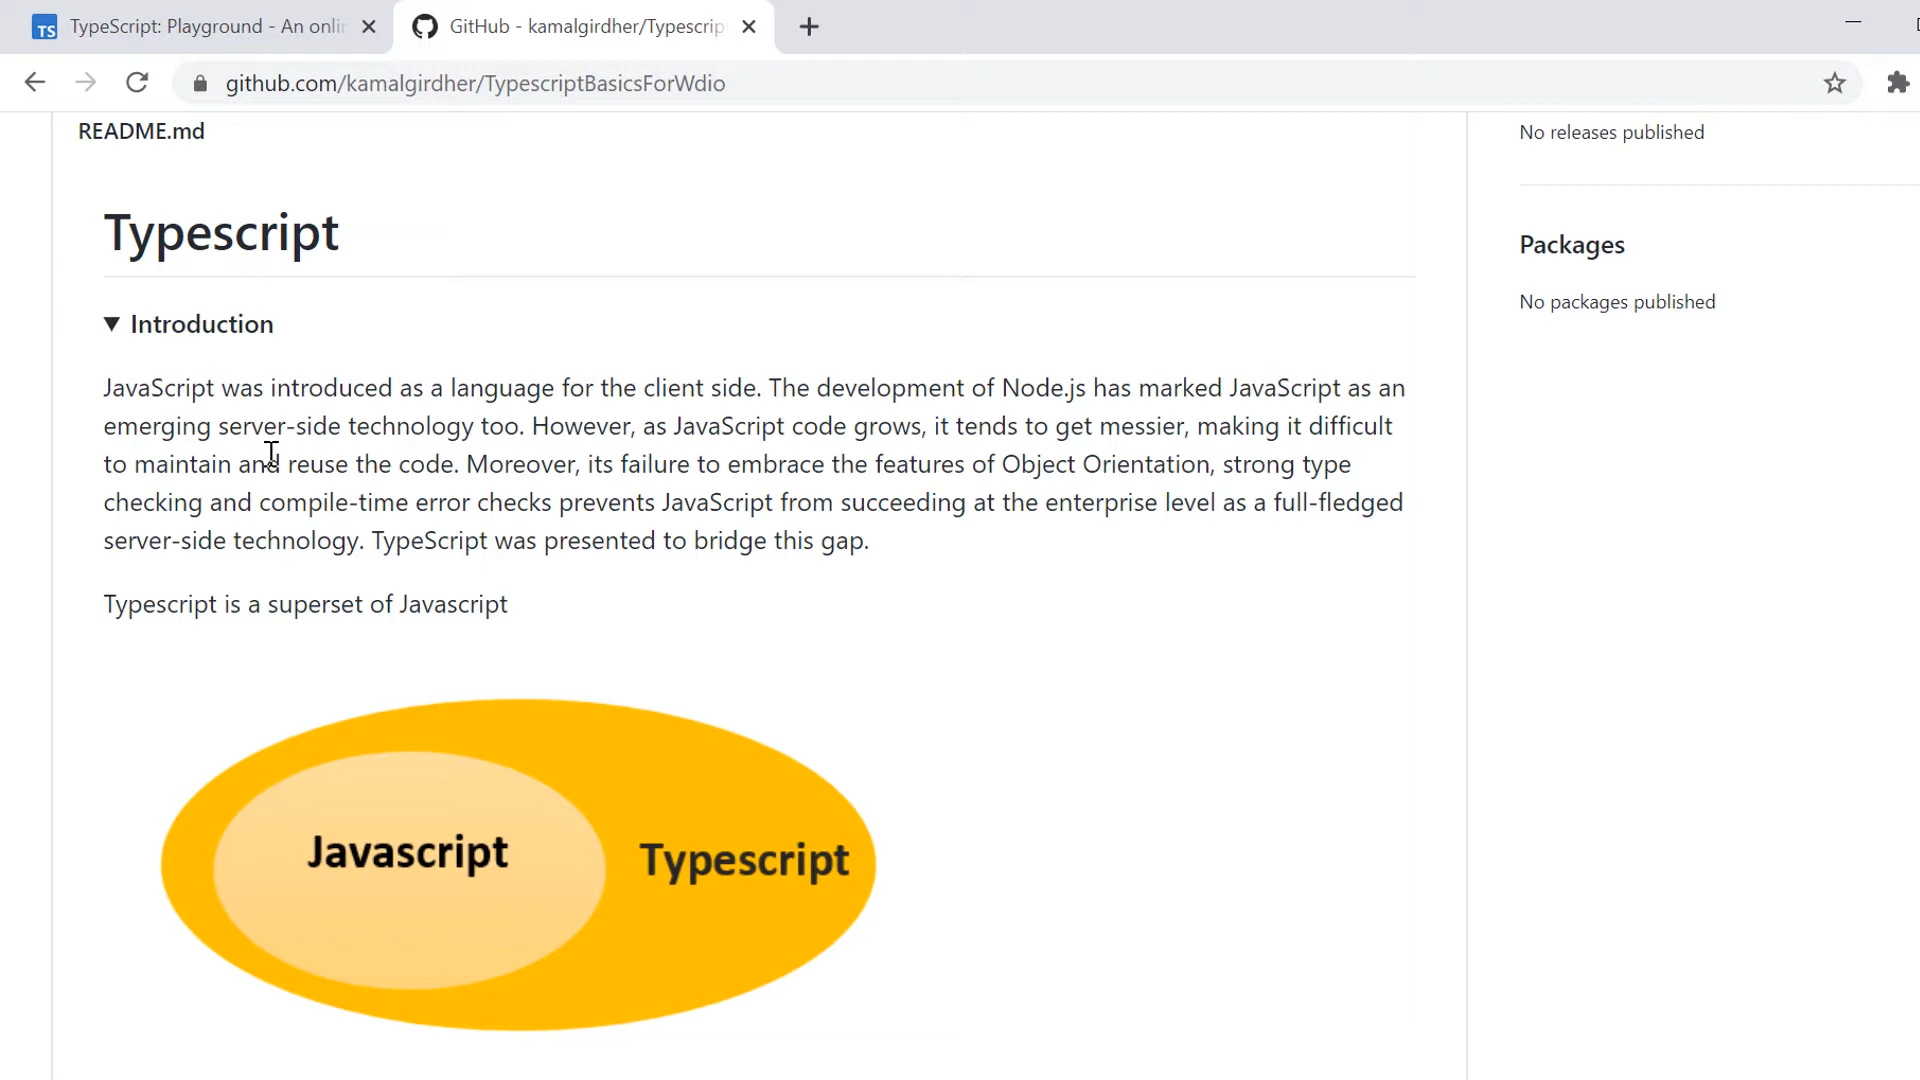 TypeScript: Playground - An onli
GitHub - kamalgirdher/Typescrip
github.com/kamalgirdher/TypescriptBasicsForWdio
README.md
No releases published
Typescript
Packages
No packages published
Introduction
JavaScript was introduced as a language for the client side. The development of Node.js has marked JavaScript as an
emerging server-side technology too. However, as JavaScript code grows, it tends to get messier, making it difficult
to maintain and reuse the code. Moreover, its failure to embrace the features of Object Orientation, strong type
checking and compile-time error checks prevents JavaScript from succeeding at the enterprise level as a full-fledged
server-side technology. TypeScript was presented to bridge this gap.
Typescript is a superset of Javascript
Javascript
Typescript
TS